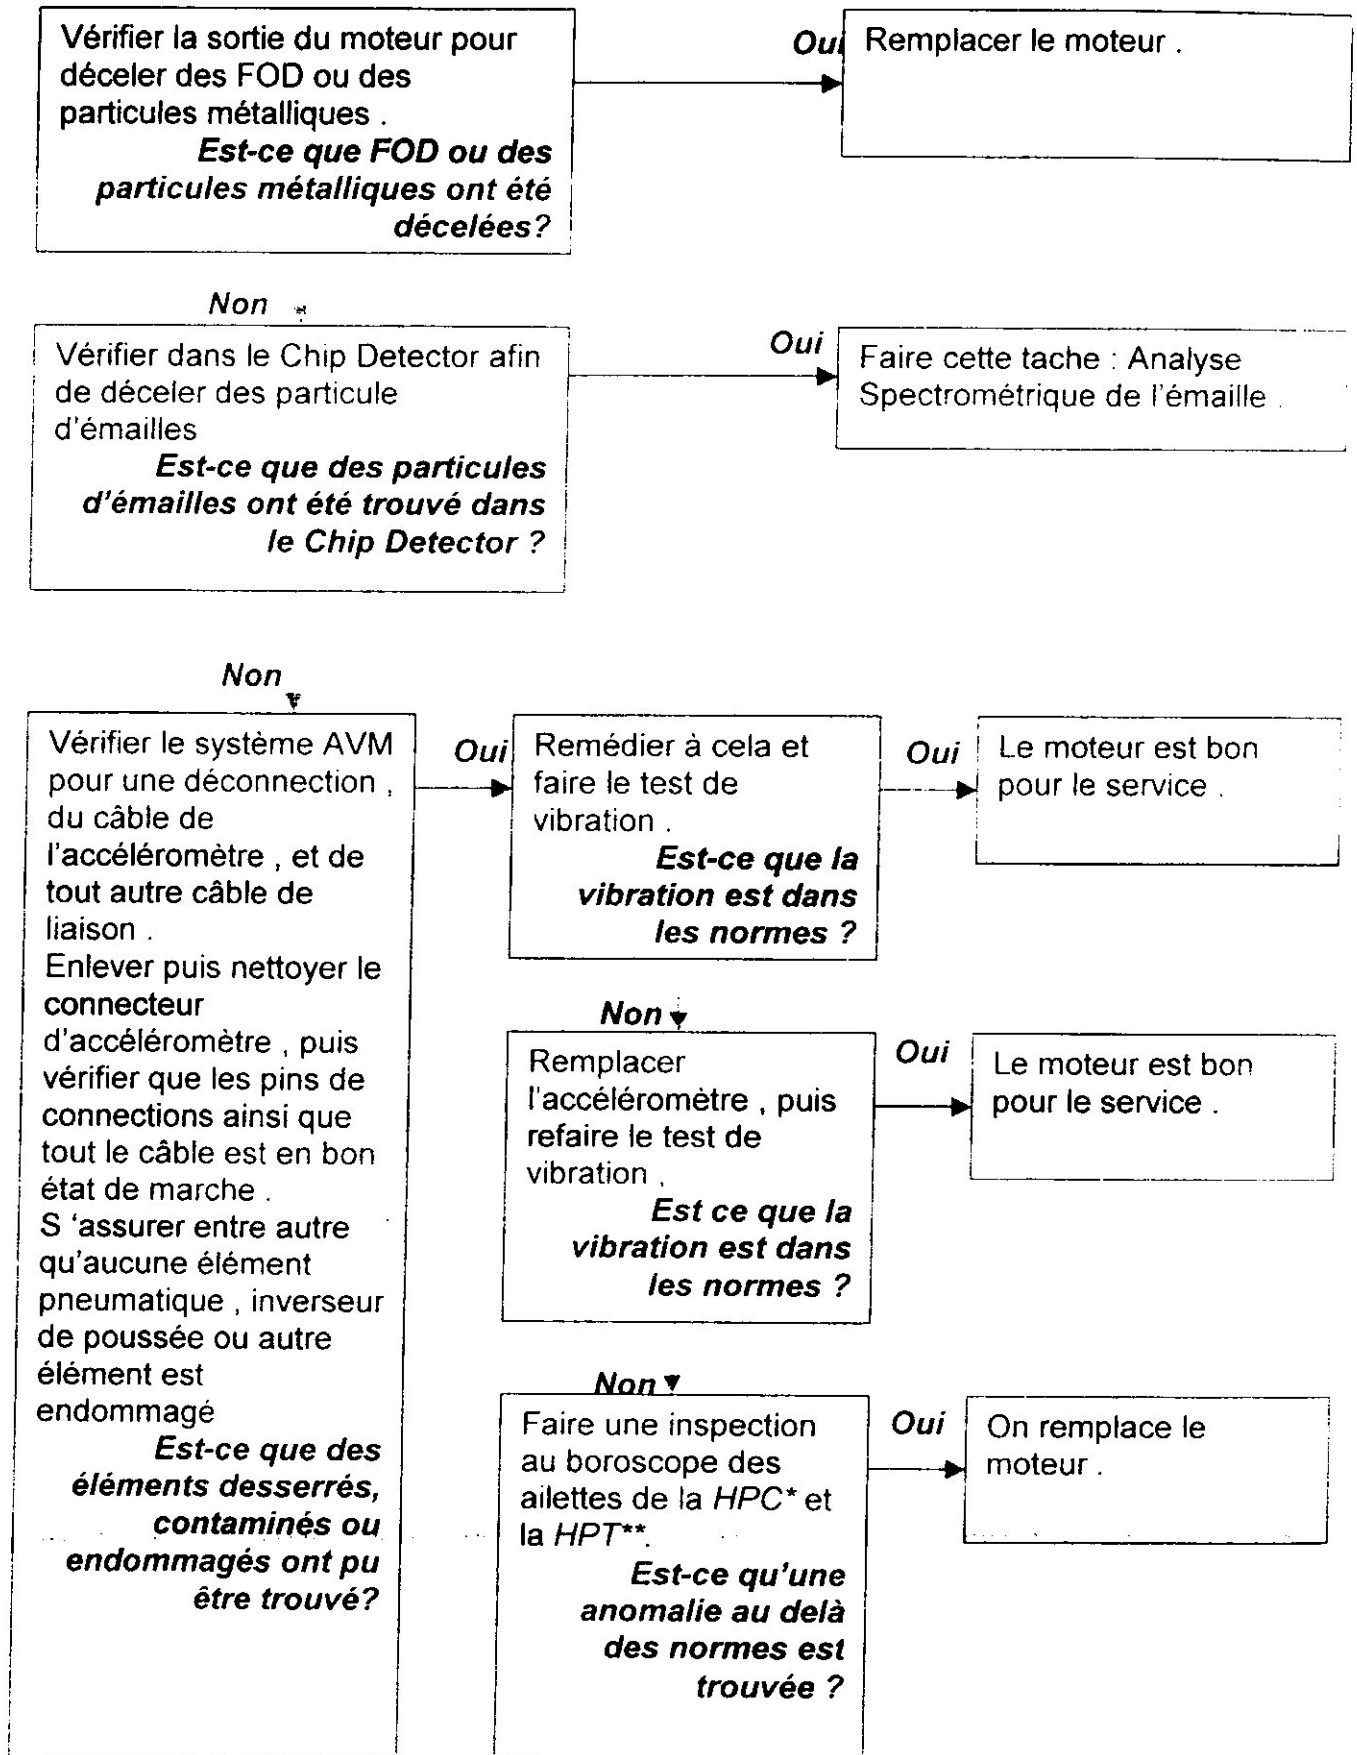 Vérifier la sortie du moteur pour
déceler des FOD ou des
particules métalliques .
Est-ce que FOD ou des
particules métalliques ont été
décelées?
Oui
Remplacer le moteur .
Non
Vérifier dans le Chip Detector afin
de déceler des particule
d'émailles
Est-ce que des particules
d'émailles ont été trouvé dans
le Chip Detector ?
Oui
Faire cette tache : Analyse
Spectrométrique de l'émaille .
Non
Vérifier le système AVM
pour une déconnection ,
du câble de
l'accéléromètre , et de
tout autre câble de
liaison .
Enlever puis nettoyer le
connecteur
d'accéléromètre , puis
vérifier que les pins de
connections ainsi que
tout le câble est en bon
état de marche .
S 'assurer entre autre
qu'aucune élément
pneumatique , inverseur
de poussée ou autre
élément est
endommagé
Est-ce que des
éléments desserrés,
contaminés ou
endommagés ont pu
être trouvé?
Oui
Remédier à cela et
faire le test de
vibration .
Est-ce que la
vibration est dans
les normes ?
Oui
Le moteur est bon
pour le service .
Non
Remplacer
l'accéléromètre , puis
refaire le test de
vibration .
Est ce que la
vibration est dans
les normes ?
Oui
Le moteur est bon
pour le service .
Non
Faire une inspection
au boroscope des
ailettes de la HPC* et
la HPT**.
Est-ce qu'une
anomalie au delà
des normes est
trouvée ?
Oui
On remplace le
moteur .